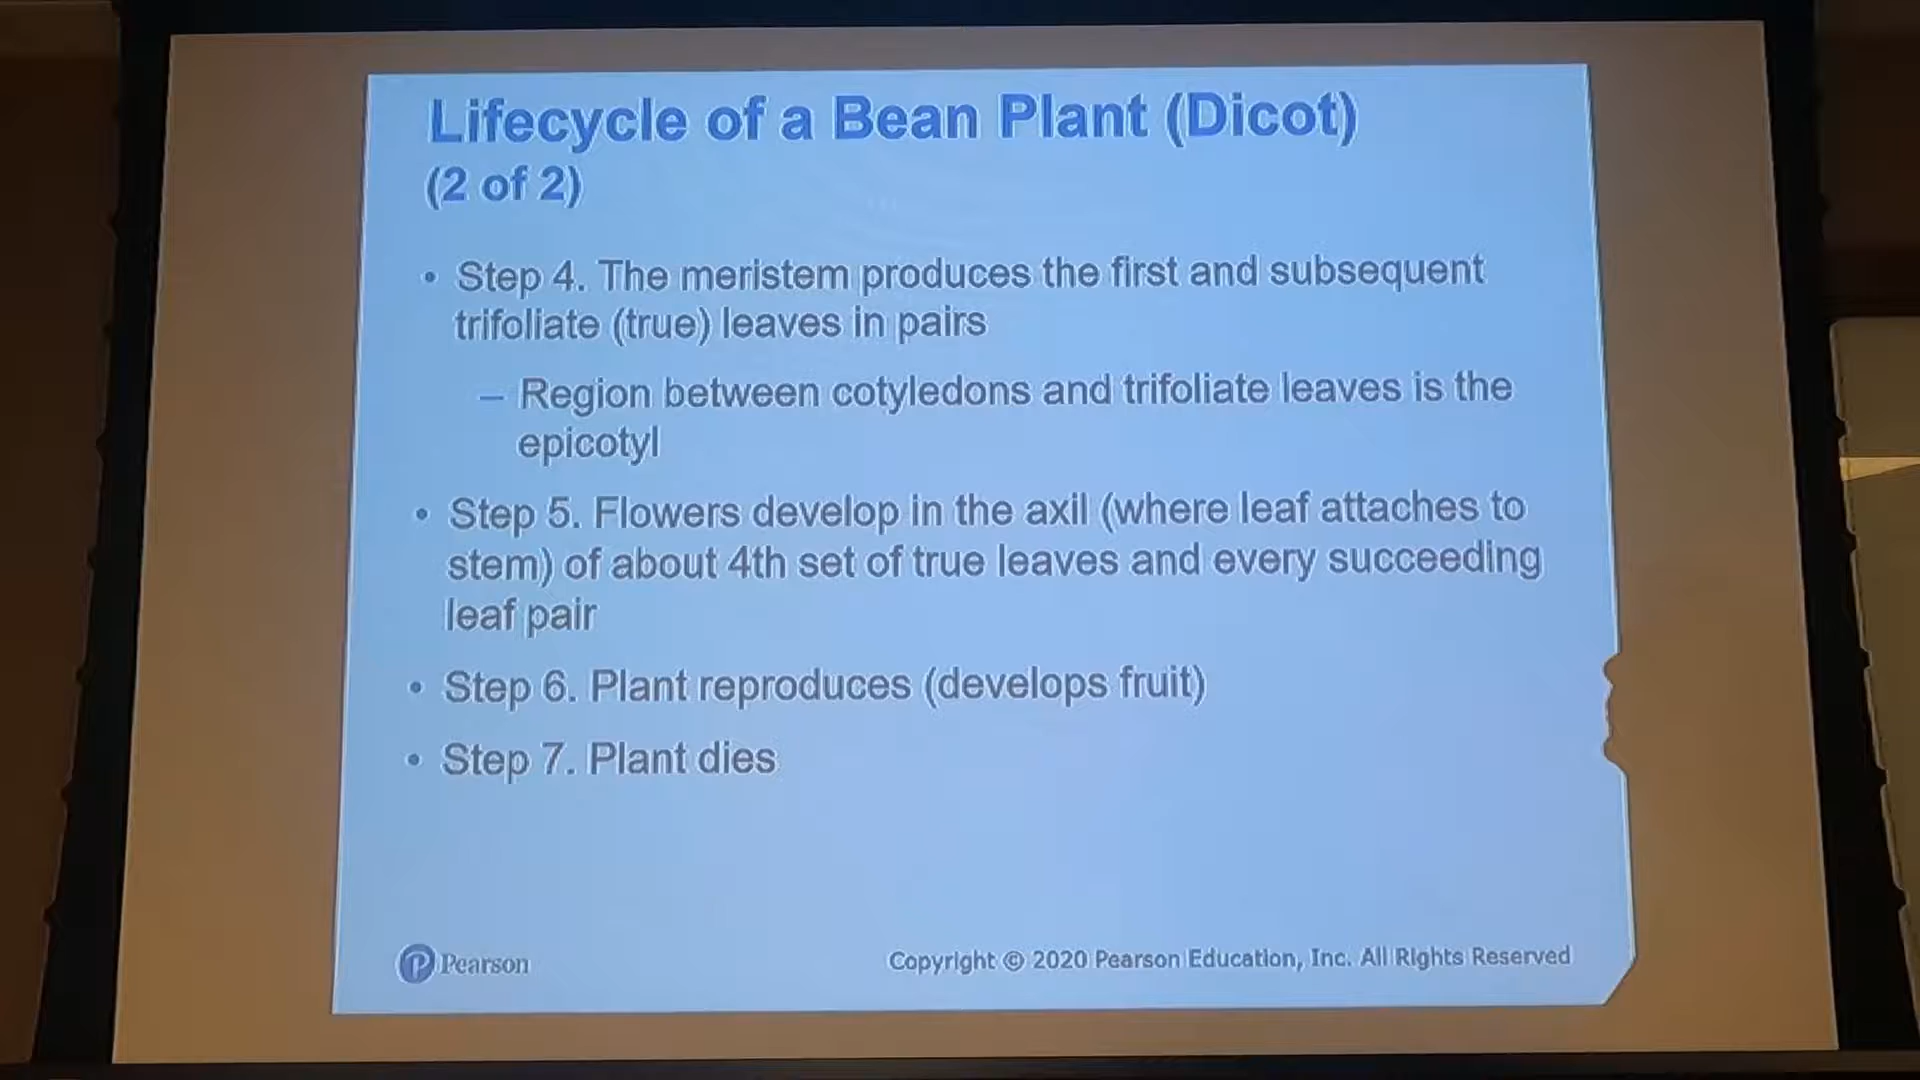 Lifecycle of a Bean Plant (Dicot)
(2 of 2)
• Step 4. The meristem produces the first and subsequent
trifoliate (true) leaves in pairs
– Region between cotyledons and trifoliate leaves is the
epicotyl
• Step 5. Flowers develop in the axil (where leaf attaches to
stem) of about 4th set of true leaves and every succeeding
leaf pair
• Step 6. Plant reproduces (develops fruit)
• Step 7. Plant dies
P Pearson
Copyright © 2020 Pearson Education, Inc. All Rights Reserved